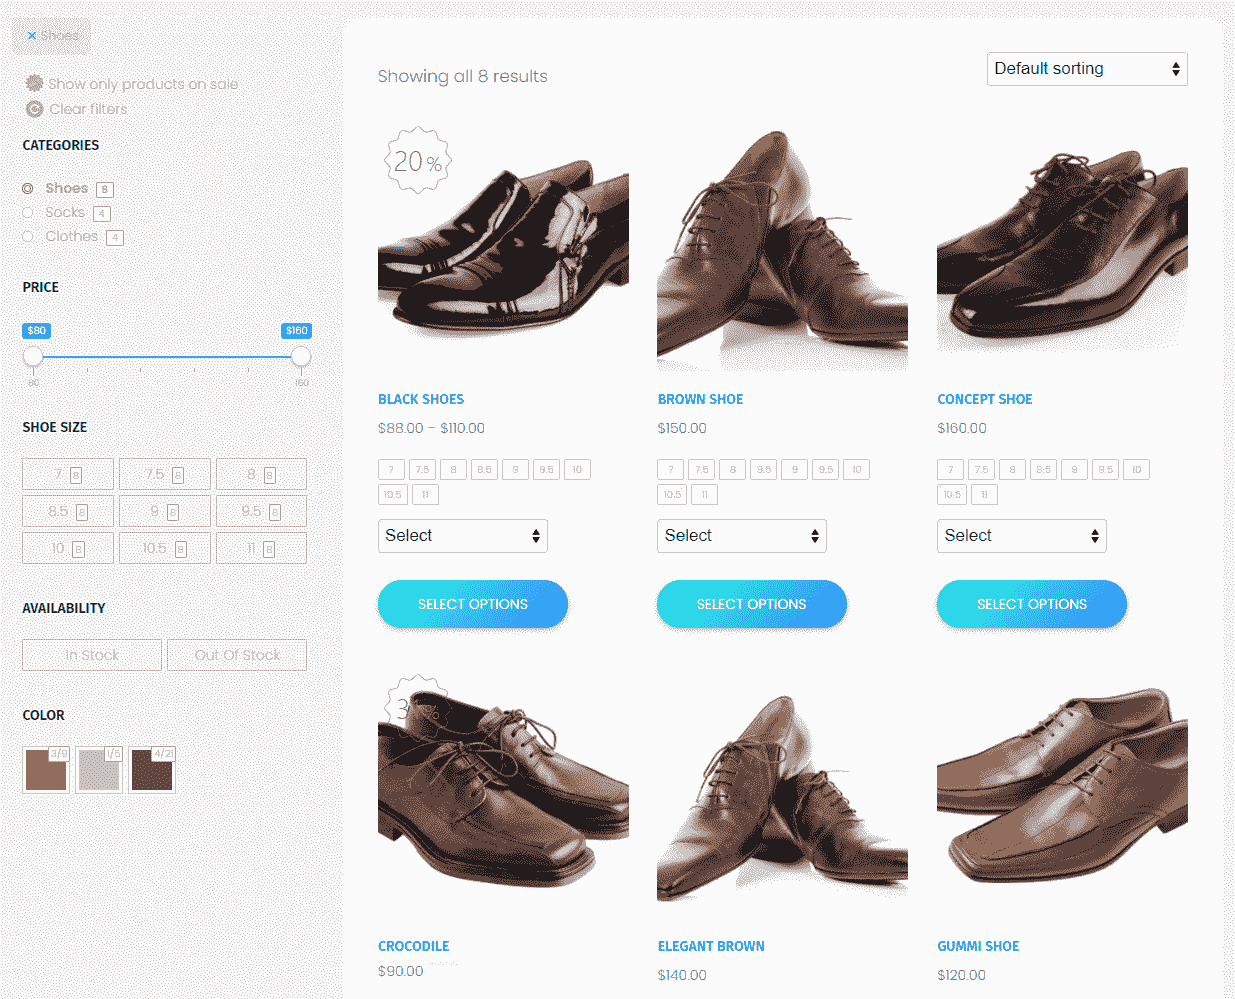 × Shoes
Show only products on sale
Clear filters
CATEGORIES
Shoes 8
Socks 4
Clothes 4
PRICE
$80 $160
80 160
SHOE SIZE
7 8 7.5 8 8 8
8.5 8 9 8 9.5 8
10 8 10.5 8 11 8
AVAILABILITY
In Stock Out Of Stock
COLOR
3/9 1/5 4/21
Showing all 8 results
Default sorting
20%
BLACK SHOES
$88.00 – $110.00
7 7.5 8 8.5 9 9.5 10
10.5 11
Select
SELECT OPTIONS
BROWN SHOE
$150.00
7 7.5 8 9.5 9 9.5 10
10.5 11
Select
SELECT OPTIONS
CONCEPT SHOE
$160.00
7 7.5 8 8.5 9 9.5 10
10.5 11
Select
SELECT OPTIONS
CROCODILE
$90.00
ELEGANT BROWN
$140.00
GUMMI SHOE
$120.00